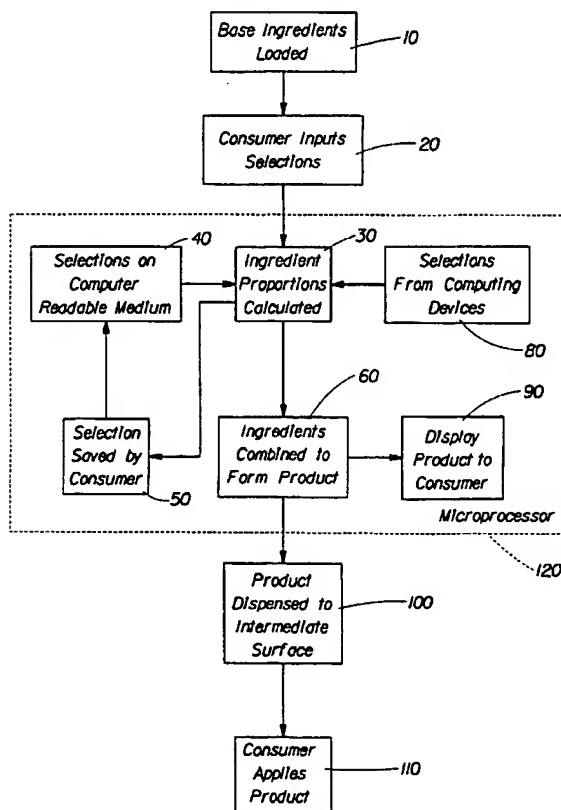 Base Ingredients
Loaded
10
Consumer Inputs
Selections
20
40
30
Selections on
Computer
Readable Medium
Ingredient
Proportions
Calculated
Selections
From Computing
Devices
80
60
90
Selection
Saved by
Consumer
50
Ingredients
Combined to
Form Product
Display
Product to
Consumer
Microprocessor
120
Product
Dispensed to
Intermediate
Surface
100
Consumer
Applies
Product
110